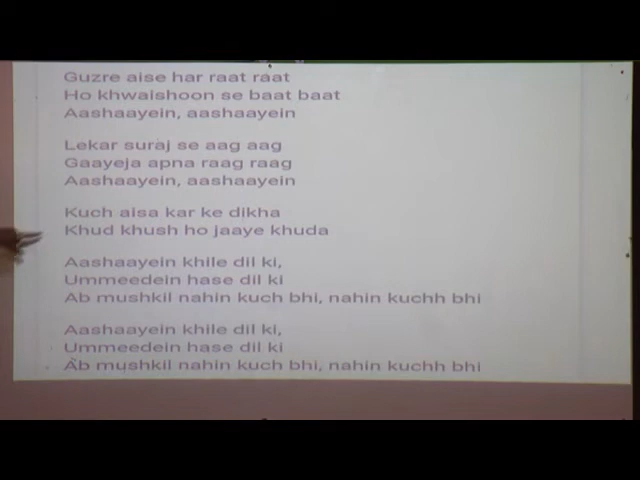 Guzre aise har raat raat
Ho khwaishoon se baat baat
Aashaayein, aashaayein
Lekar suraj se aag aag
Gaayeja apna raag raag
Aashaayein, aashaayein
Kuch aisa kar ke dikha
Khud khush ho jaaye khuda
Aashaayein khile dil ki,
Ummeedein hase dil ki
Ab mushkil nahin kuch bhi, nahin kuchh bhi
Aashaayein khile dil ki,
Ummeedein hase dil ki
Ab mushkil nahin kuch bhi, nahin kuchh bhi